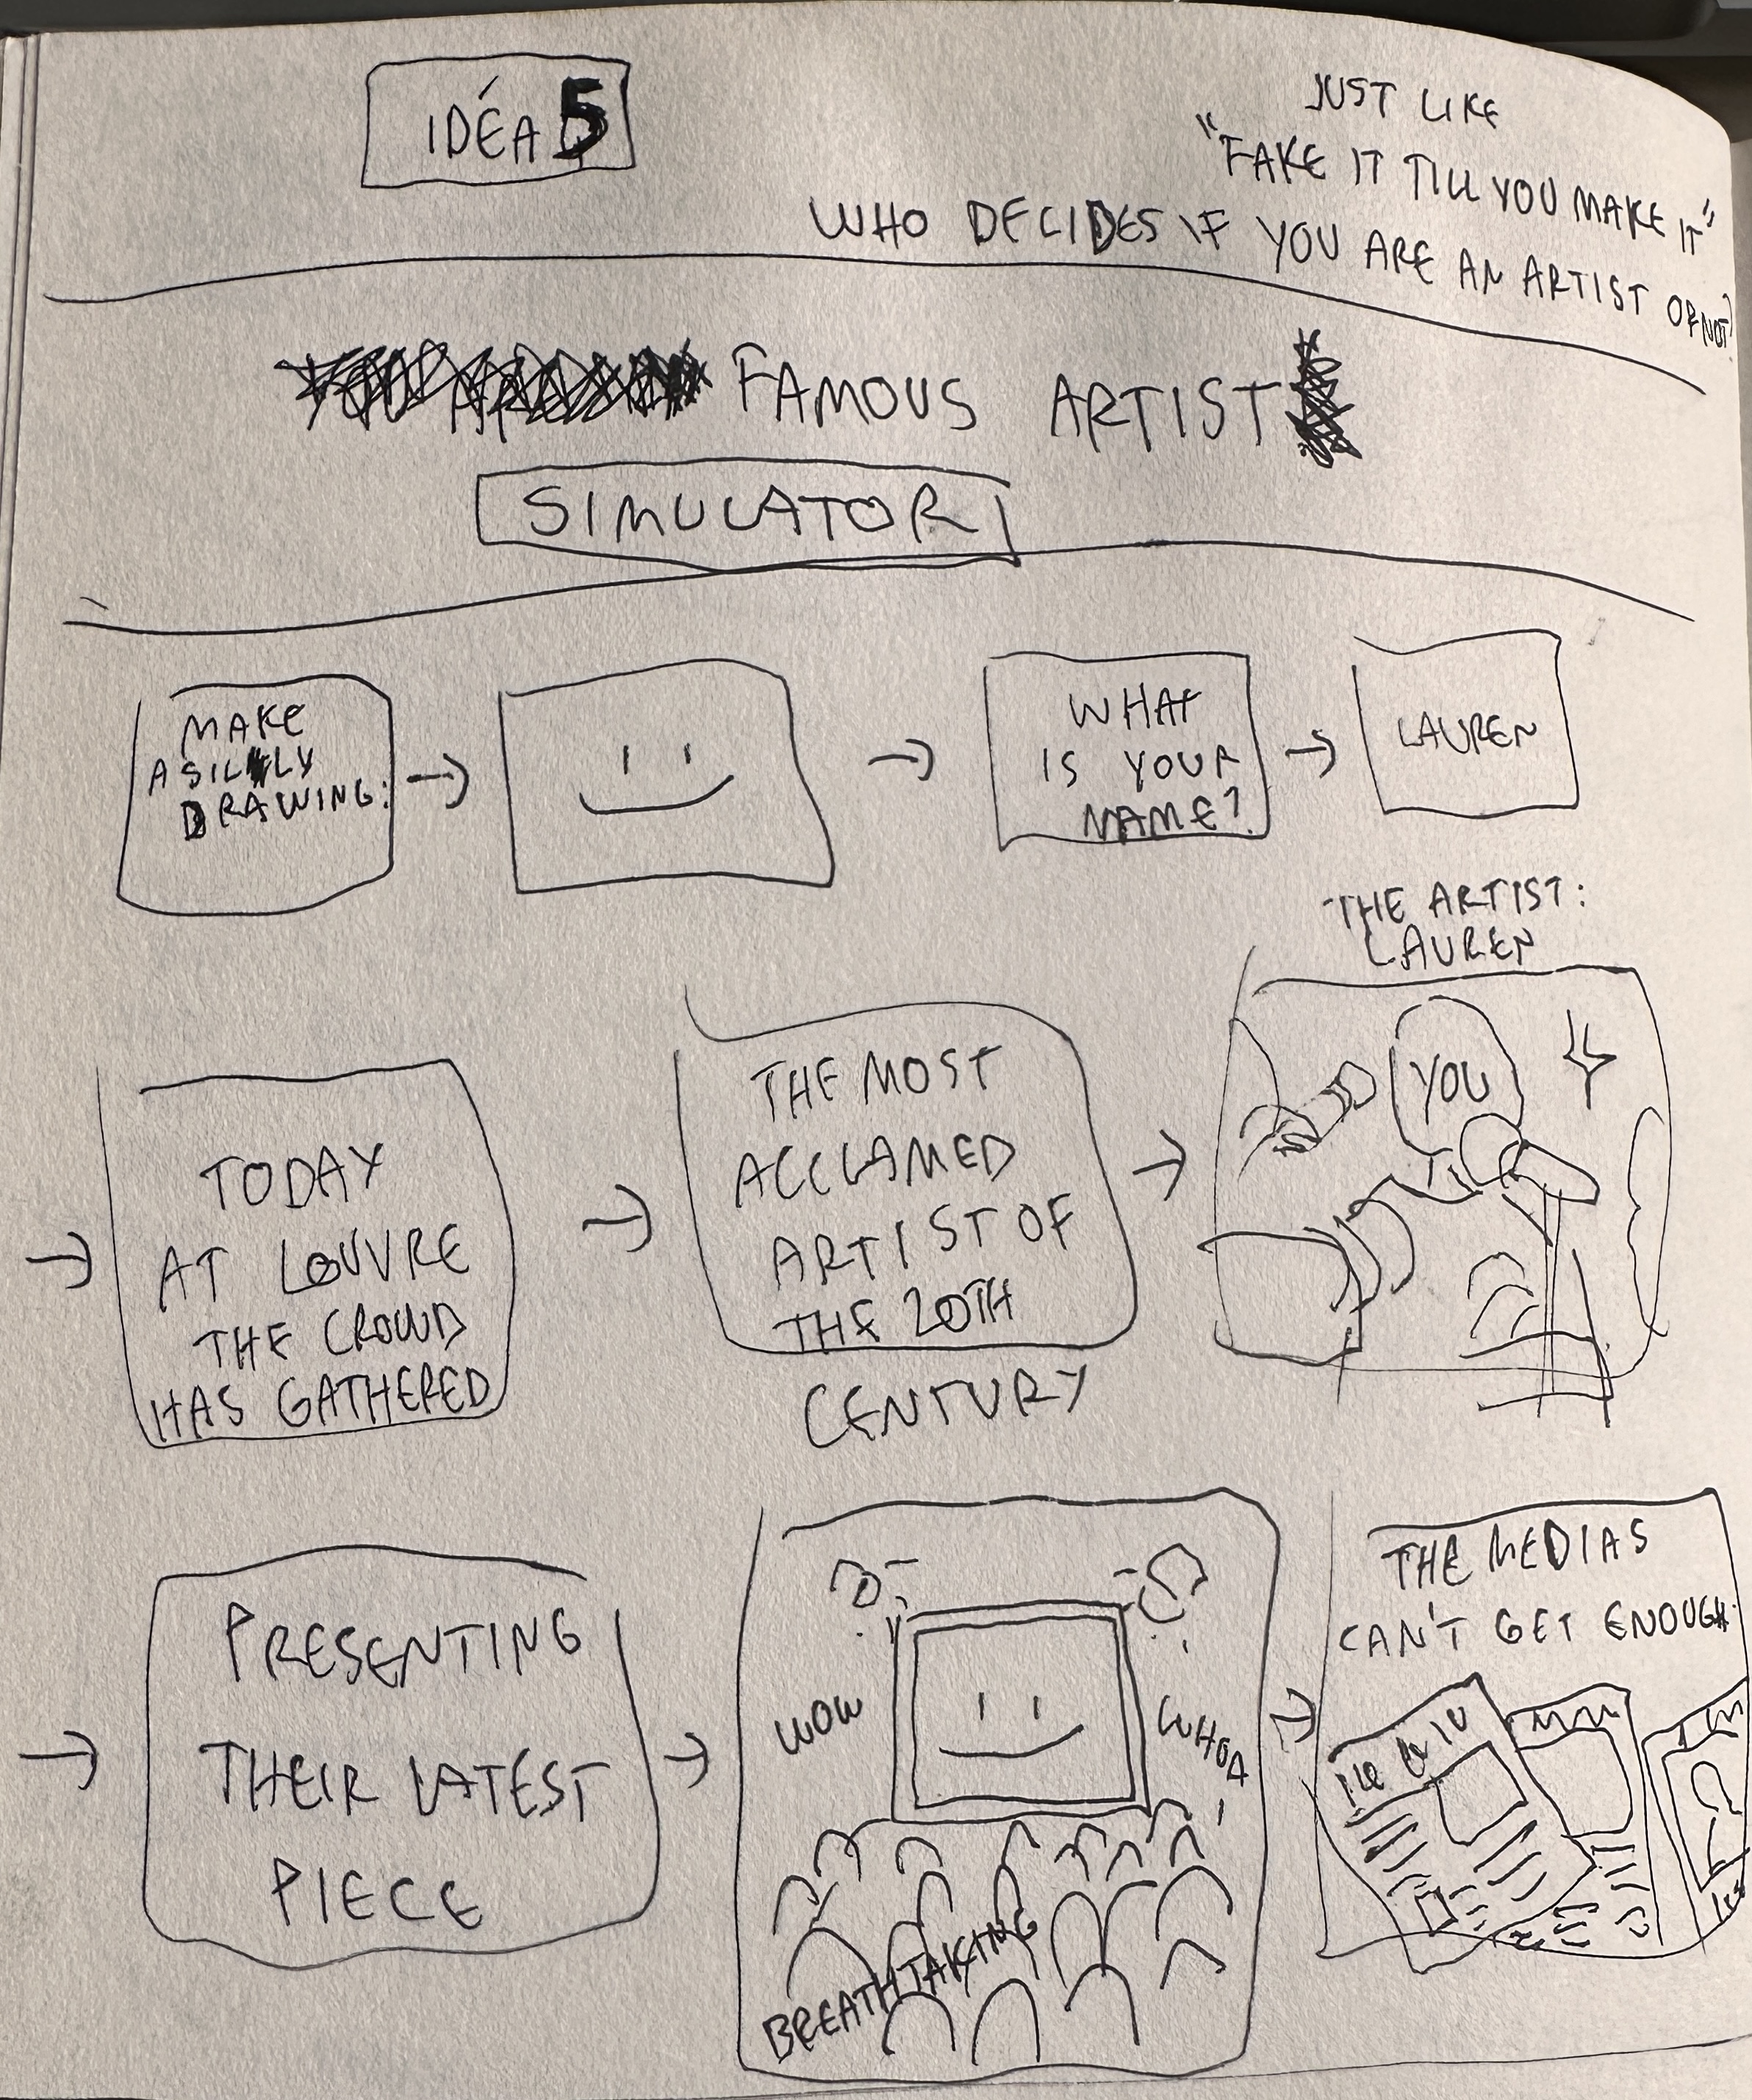 IDÉA 5
JUST LIKE
"FAKE IT TILL YOU MAKE IT"
WHO DECIDES IF YOU ARE AN ARTIST OR NOT?
FAMOUS ARTIST
SIMULATOR
MAKE
A SILLY
DRAWING:
WHAT
IS YOUR
NAME?
LAUREN
THE ARTIST:
LAUREN
YOU
TODAY
AT LOUVRE
THE CROWD
HAS GATHERED
THE MOST
ACCLAMED
ARTIST OF
THE 20TH
CENTURY
PRESENTING
THEIR LATEST
PIECE
WOW
WHOA
BREATHTAKING
THE MEDIAS
CAN'T GET ENOUGH